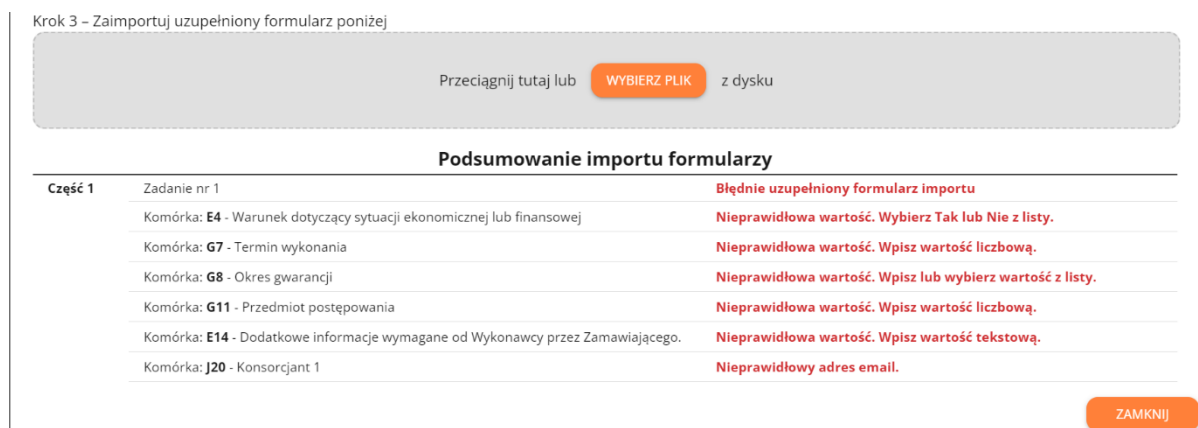 Krok 3 – Zaimportuj uzupełniony formularz poniżej
Przeciągnij tutaj lub WYBIERZ PLIK z dysku
Podsumowanie importu formularzy
Część 1 Zadanie nr 1 Błędnie uzupełniony formularz importu
Komórka: E4 - Warunek dotyczący sytuacji ekonomicznej lub finansowej Nieprawidłowa wartość. Wybierz Tak lub Nie z listy.
Komórka: G7 - Termin wykonania Nieprawidłowa wartość. Wpisz wartość liczbową.
Komórka: G8 - Okres gwarancji Nieprawidłowa wartość. Wpisz lub wybierz wartość z listy.
Komórka: G11 - Przedmiot postępowania Nieprawidłowa wartość. Wpisz wartość liczbową.
Komórka: E14 - Dodatkowe informacje wymagane od Wykonawcy przez Zamawiającego. Nieprawidłowa wartość. Wpisz wartość tekstową.
Komórka: J20 - Konsorcjant 1 Nieprawidłowy adres email.
ZAMKNIJ